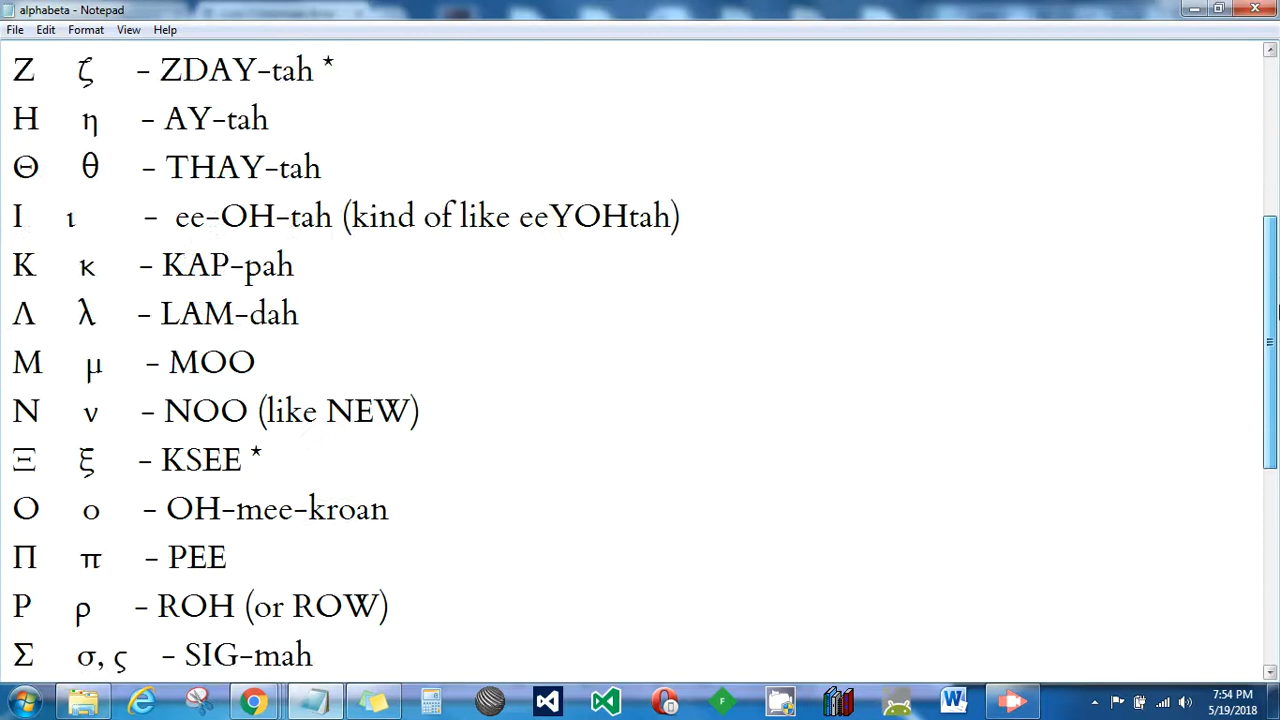 alphabeta - Notepad
File Edit Format View Help
Ζ ζ - ZDAY-tah *
Η η - AY-tah
Θ θ - THAY-tah
Ι ι - ee-OH-tah (kind of like eeYOHtah)
Κ κ - KAP-pah
Λ λ - LAM-dah
Μ μ - MOO
Ν ν - NOO (like NEW)
Ξ ξ - KSEE *
Ο ο - OH-mee-kroan
Π π - PEE
Ρ ρ - ROH (or ROW)
Σ σ, ς - SIG-mah
7:54 PM
5/19/2018